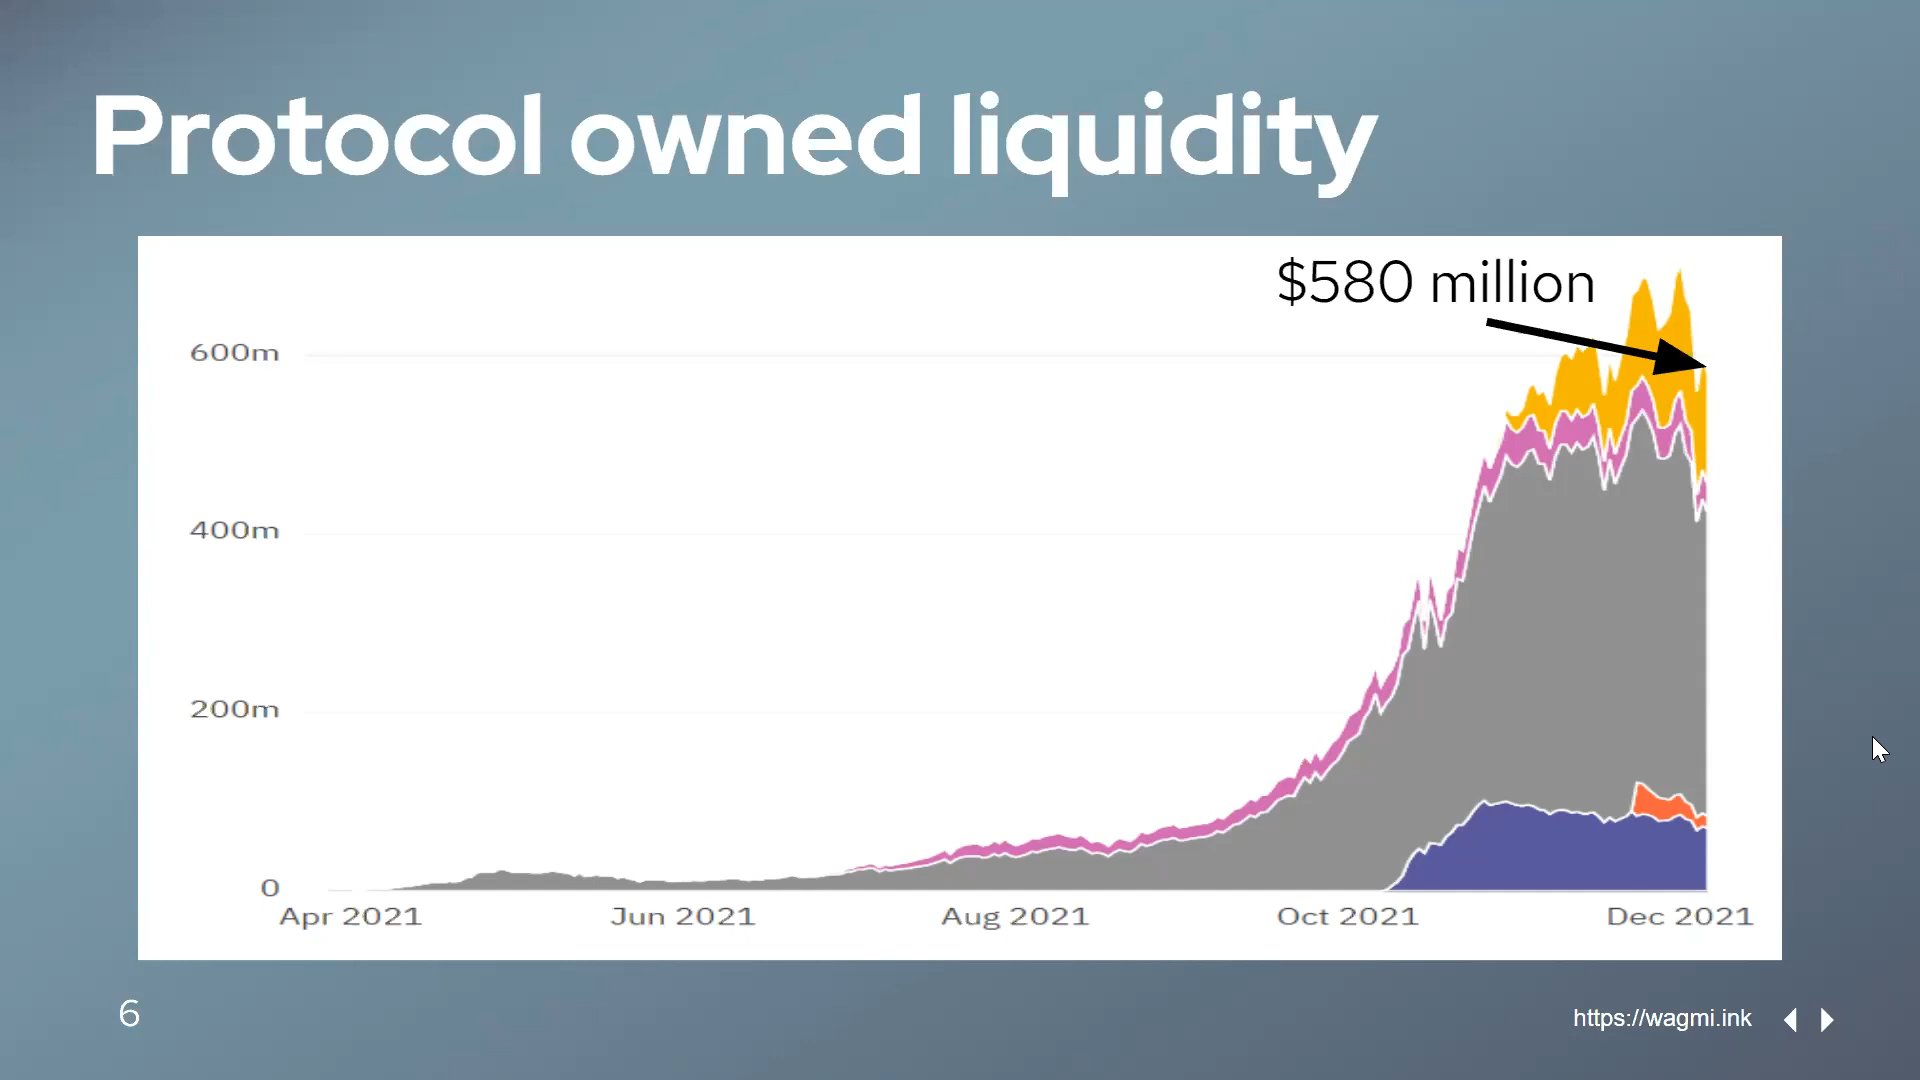 Protocol owned liquidity
$580 million
600m
400m
200m
0
Apr 2021 Jun 2021 Aug 2021 Oct 2021 Dec 2021
6
https://wagmi.ink